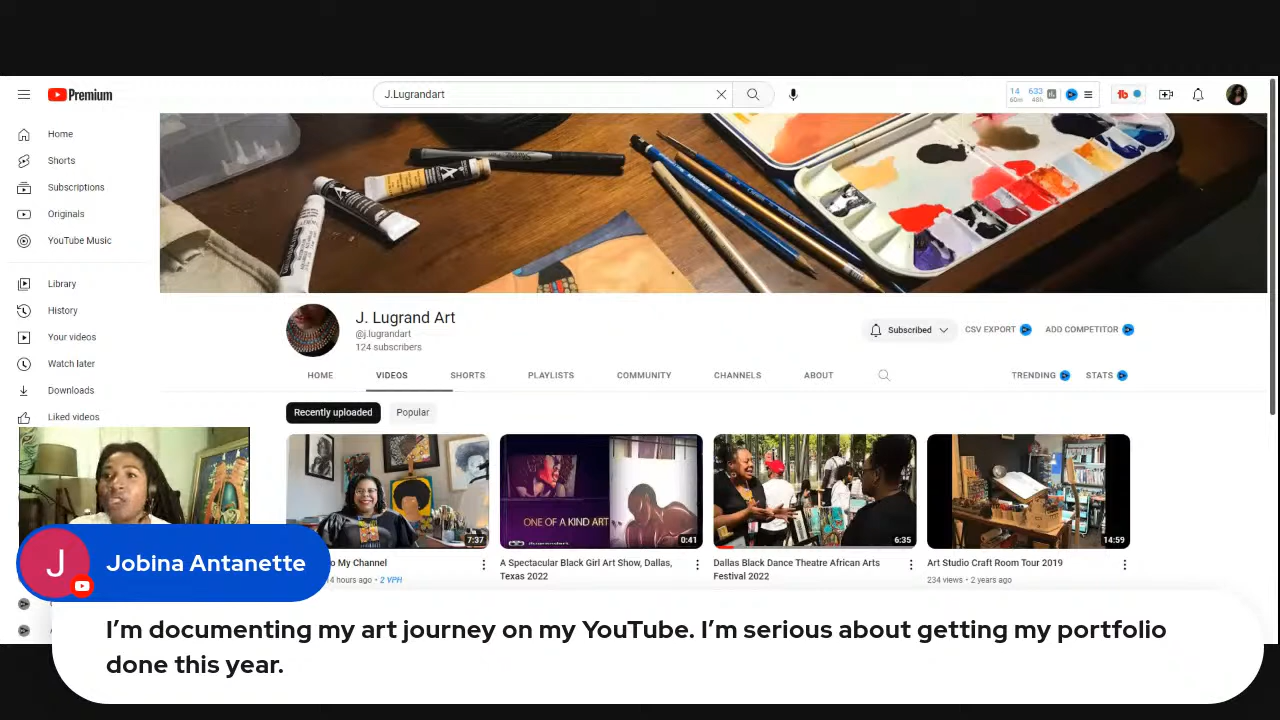 Premium
J.Lugrandart
14 633
60m 48h
Home
Shorts
Subscriptions
Originals
YouTube Music
Library
History
Your videos
Watch later
Downloads
Liked videos
J. Lugrand Art
@j.lugrandart
124 subscribers
Subscribed
CSV EXPORT
ADD COMPETITOR
HOME VIDEOS SHORTS PLAYLISTS COMMUNITY CHANNELS ABOUT
TRENDING STATS
Recently uploaded Popular
ONE OF A KIND ART
7:37
0:41
6:35
14:59
o My Channel
4 hours ago • 2 VPH
A Spectacular Black Girl Art Show, Dallas,
Texas 2022
Dallas Black Dance Theatre African Arts
Festival 2022
Art Studio Craft Room Tour 2019
234 views • 2 years ago
J
Jobina Antanette
I'm documenting my art journey on my YouTube. I'm serious about getting my portfolio
done this year.